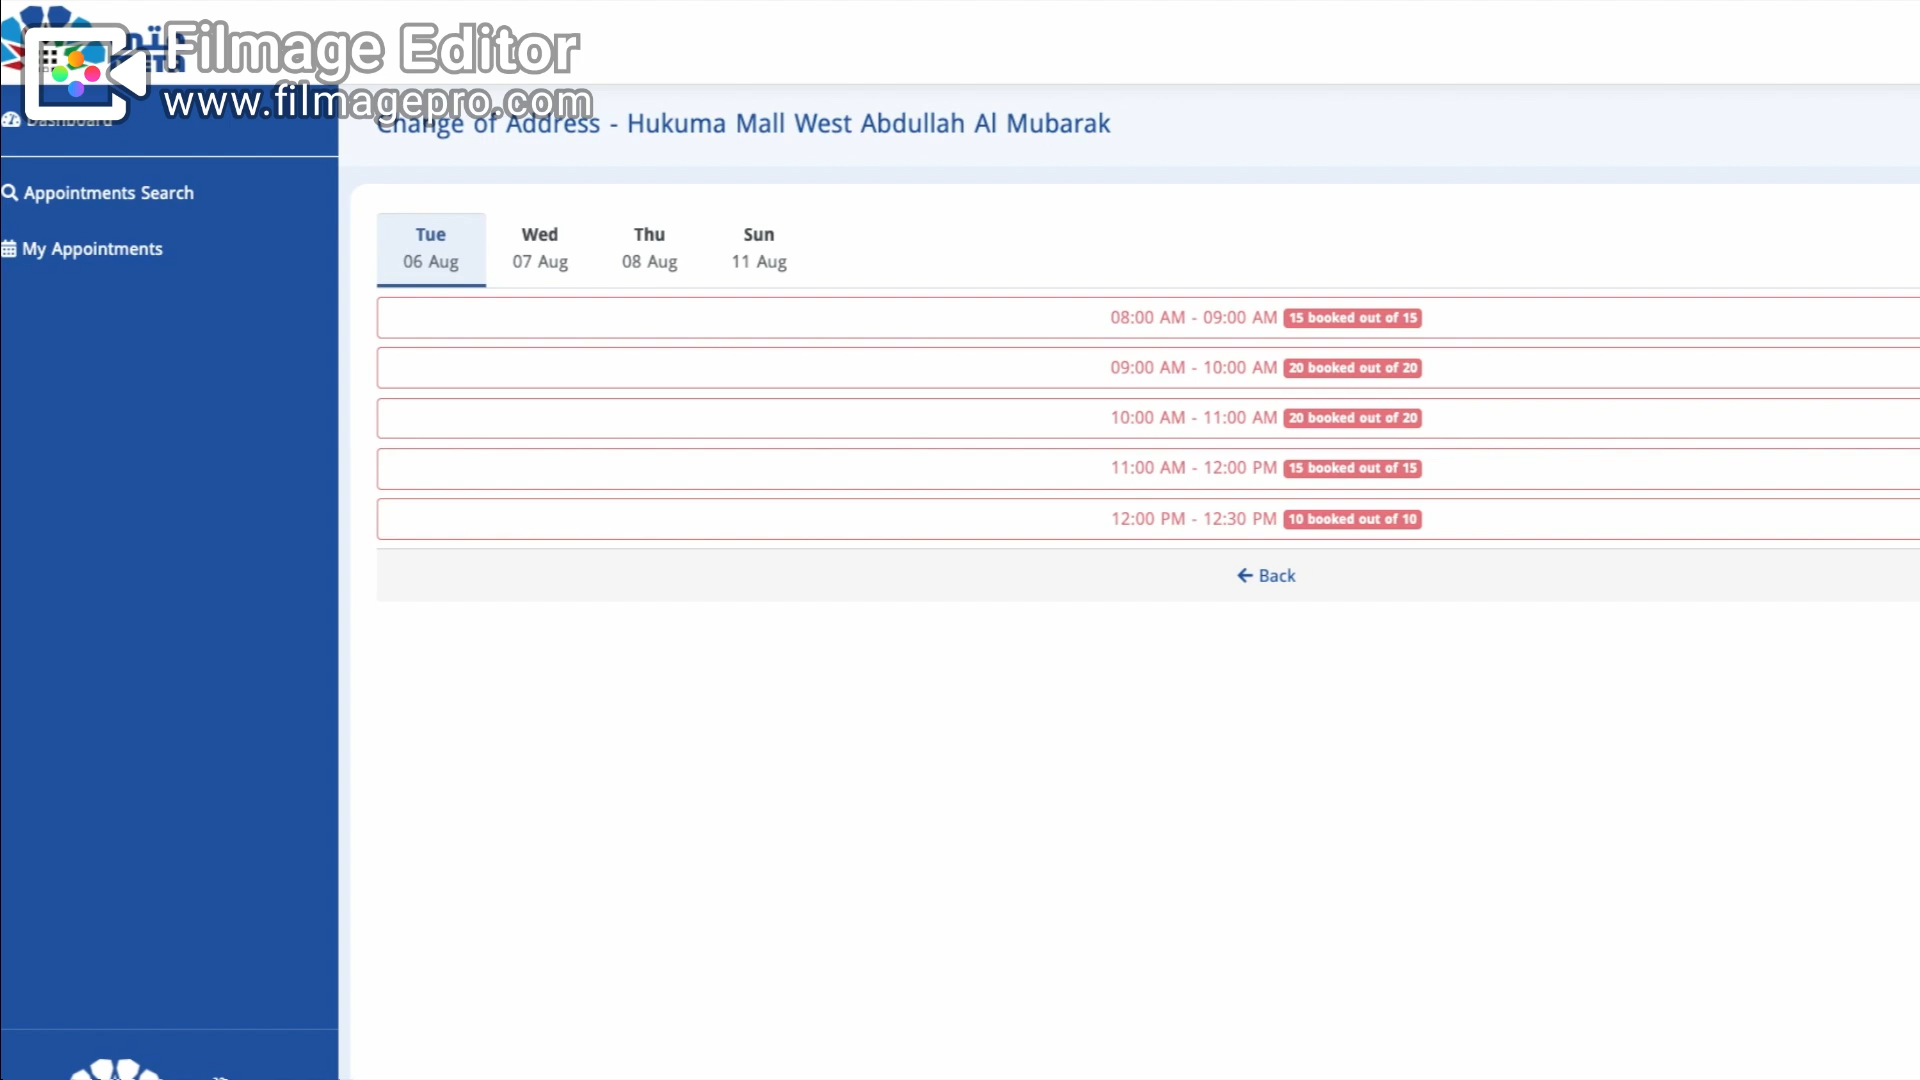 Filmage Editor
www.filmagepro.com
Dashboard
Appointments Search
My Appointments
Change of Address - Hukuma Mall West Abdullah Al Mubarak
Tue Wed Thu Sun
06 Aug 07 Aug 08 Aug 11 Aug
08:00 AM - 09:00 AM 15 booked out of 15
09:00 AM - 10:00 AM 20 booked out of 20
10:00 AM - 11:00 AM 20 booked out of 20
11:00 AM - 12:00 PM 15 booked out of 15
12:00 PM - 12:30 PM 10 booked out of 10
Back